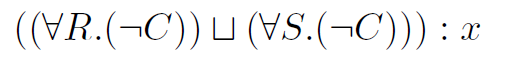 ((∀R.(¬C)) ⊔ (∀S.(¬C))) : x